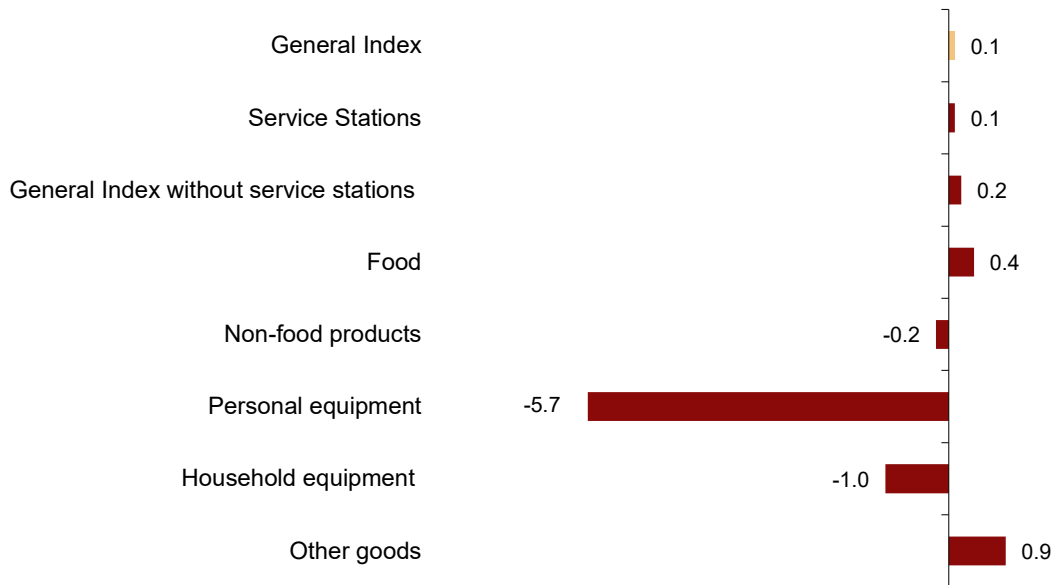 General Index 0.1
Service Stations 0.1
General Index without service stations 0.2
Food 0.4
Non-food products -0.2
Personal equipment -5.7
Household equipment -1.0
Other goods 0.9